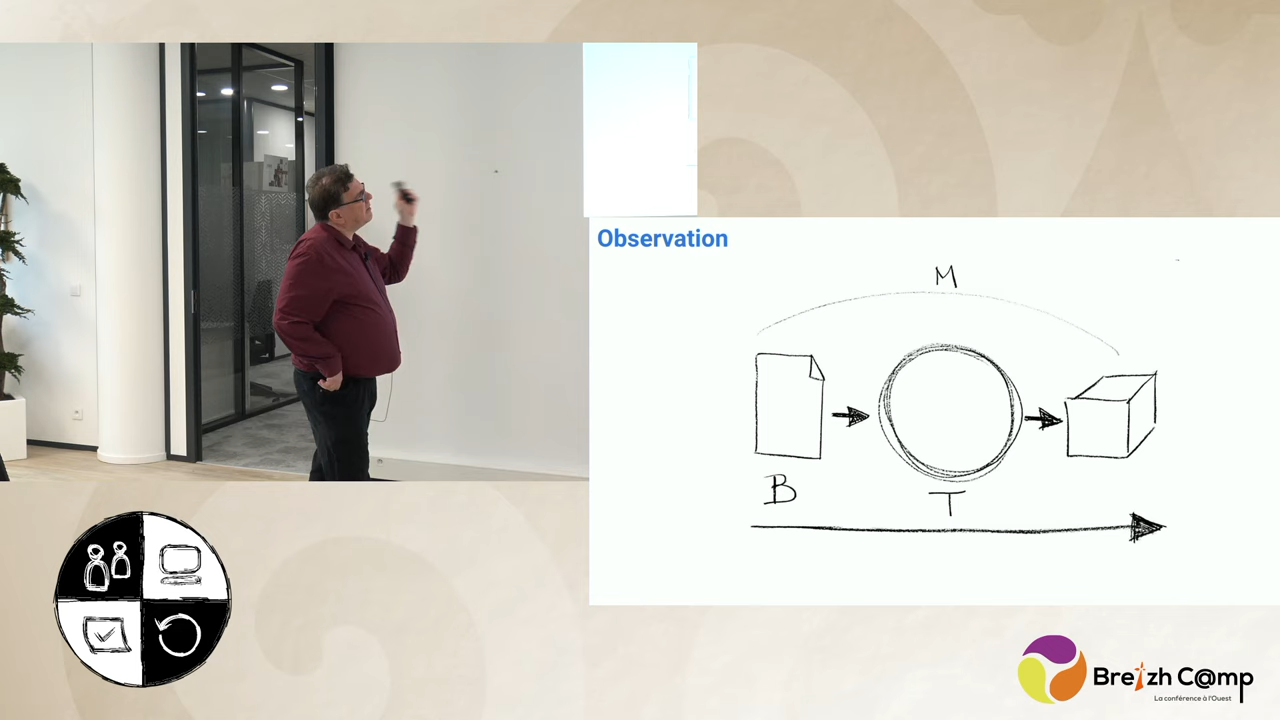 Observation
M
B
T
Breizh C@mp
La conférence à l'Ouest